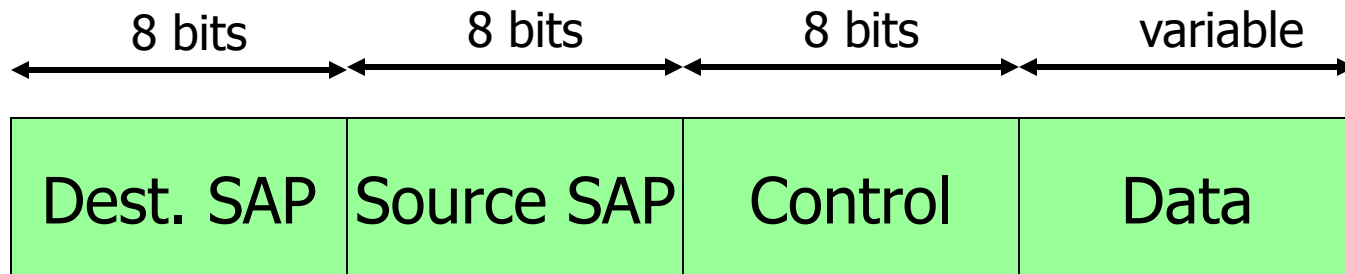 8 bits 8 bits 8 bits variable
Dest. SAP Source SAP Control Data